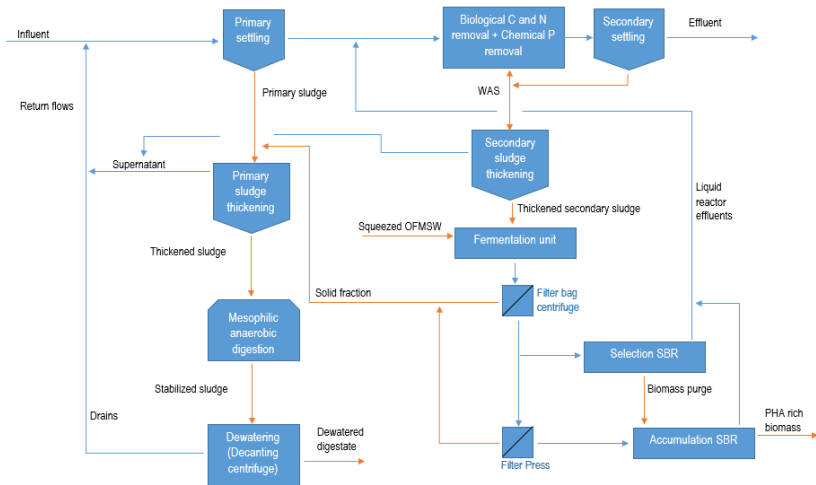 Influent
Primary
settling
Biological C and N
removal + Chemical P
removal
Secondary
settling
Effluent
Primary sludge
WAS
Return flows
Supernatant
Primary
sludge
thickening
Secondary
sludge
thickening
Liquid
reactor
effluents
Thickened secondary sludge
Squeezed OFMSW
Fermentation unit
Thickened sludge
Solid fraction
Filter bag
centrifuge
Mesophilic
anaerobic
digestion
Selection SBR
Stabilized sludge
Biomass purge
Drains
Dewatering
(Decanting
centrifuge)
Dewatered
digestate
Filter Press
Accumulation SBR
PHA rich
biomass